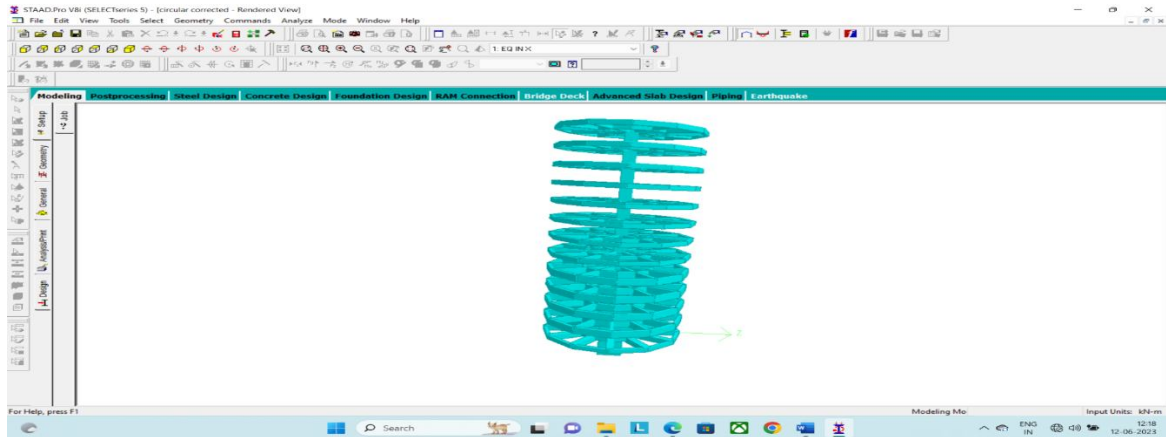 STAAD.Pro V8i (SELECTseries 5) - [circular corrected - Rendered View]
File Edit View Tools Select Geometry Commands Analyze Mode Window Help
1: EQ IN X
Modeling Postprocessing Steel Design Concrete Design Foundation Design RAM Connection Bridge Deck Advanced Slab Design Piping Earthquake
Setup
Job
Geometry
General
Analysis/Print
Design
For Help, press F1
Modeling Mo
Input Units: kN-m
Search
ENG
IN
12:18
12-06-2023